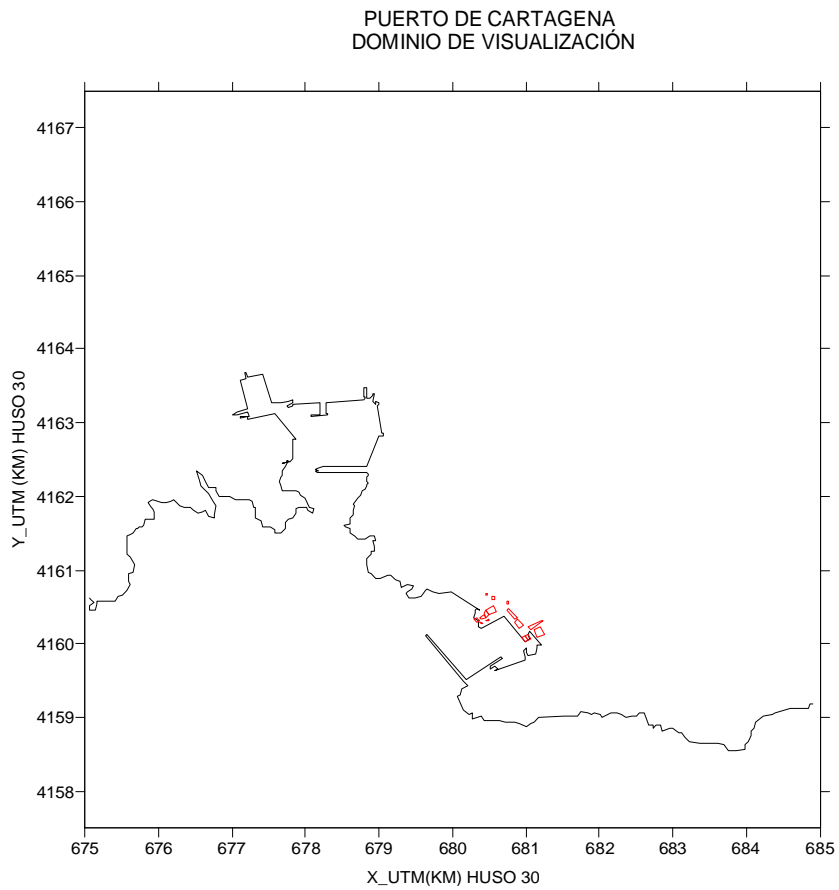 PUERTO DE CARTAGENA
DOMINIO DE VISUALIZACIÓN
4167
4166
4165
4164
4163
4162
4161
4160
4159
4158
Y_UTM (KM) HUSO 30
675 676 677 678 679 680 681 682 683 684 685
X_UTM(KM) HUSO 30